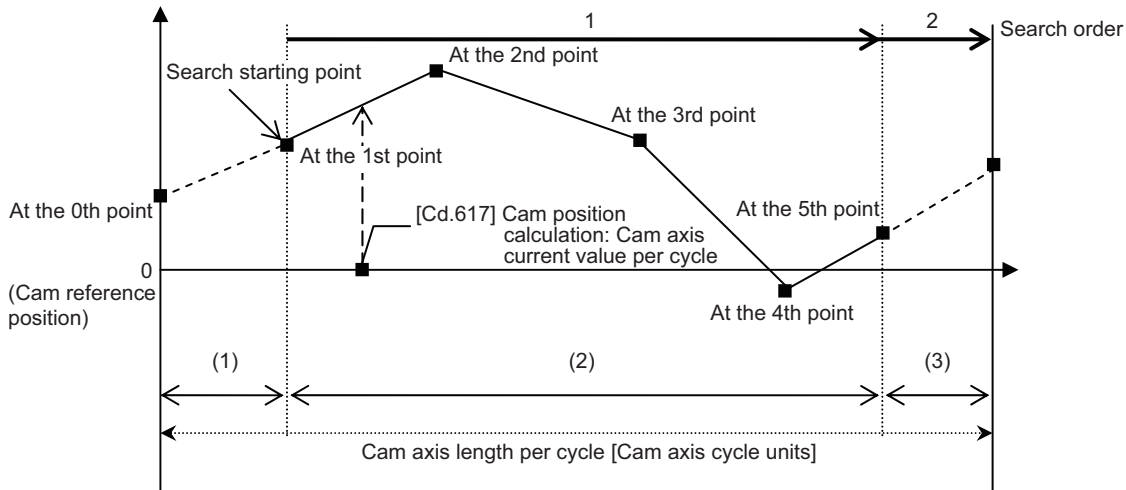 1
2
Search order
At the 2nd point
Search starting point
At the 3rd point
At the 1st point
At the 0th point
[Cd.617] Cam position
calculation: Cam axis
current value per cycle
At the 5th point
0
(Cam reference
position)
At the 4th point
(1)
(2)
(3)
Cam axis length per cycle [Cam axis cycle units]